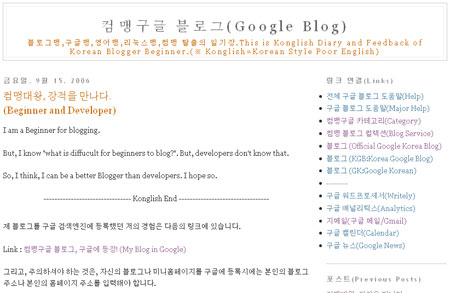 컴맹구글 블로그(Google Blog)
블로그맹,구글맹,영어맹,리눅스맹,컴맹 탈출의 일기장.This is Konglish Diary and Feedback of
Korean Blogger Beginner.(※ Konglish=Korean Style Poor English)
금요일, 9월 15, 2006
컴맹대왕, 강적을 만나다.
(Beginner and Developer)
I am a Beginner for blogging.
But, I know "what is diffucult for beginners to blog?". But, developers don't know that.
So, I think, I can be a better Blogger than developers. I hope so.
------------------------------ Konglish End ------------------------------
제 블로그를 구글 검색엔진에 등록했던 저의 경험은 다음의 링크에 있습니다.
Link : 컴맹구글 블로그, 구글에 등장! (My Blog in Google)
그리고, 주의하셔야 하는 것은, 자신의 블로그나 미니홈페이지를 구글에 등록시에는 본인의 블로그
주소나 본인의 홈페이지 주소를 입력해야 합니다.
링크 연결(Links)
전체 구글 블로그 도움말(Help)
구글 블로그 도움말(Major Help)
컴맹구글 카테고리(Category)
컴맹 블로그 컬렉션(Blog Service)
블로그 (Official Google Korea Blog)
블로그 (KGB:Korea Google Blog)
블로그 (GK:Google Korean)
---------
구글 워드프로세서(Writely)
구글 애널리틱스(Analytics)
지메일(구글 메일/Gmail)
구글 캘린더(Calendar)
구글 뉴스(Google News)
포스트(Previous Posts)